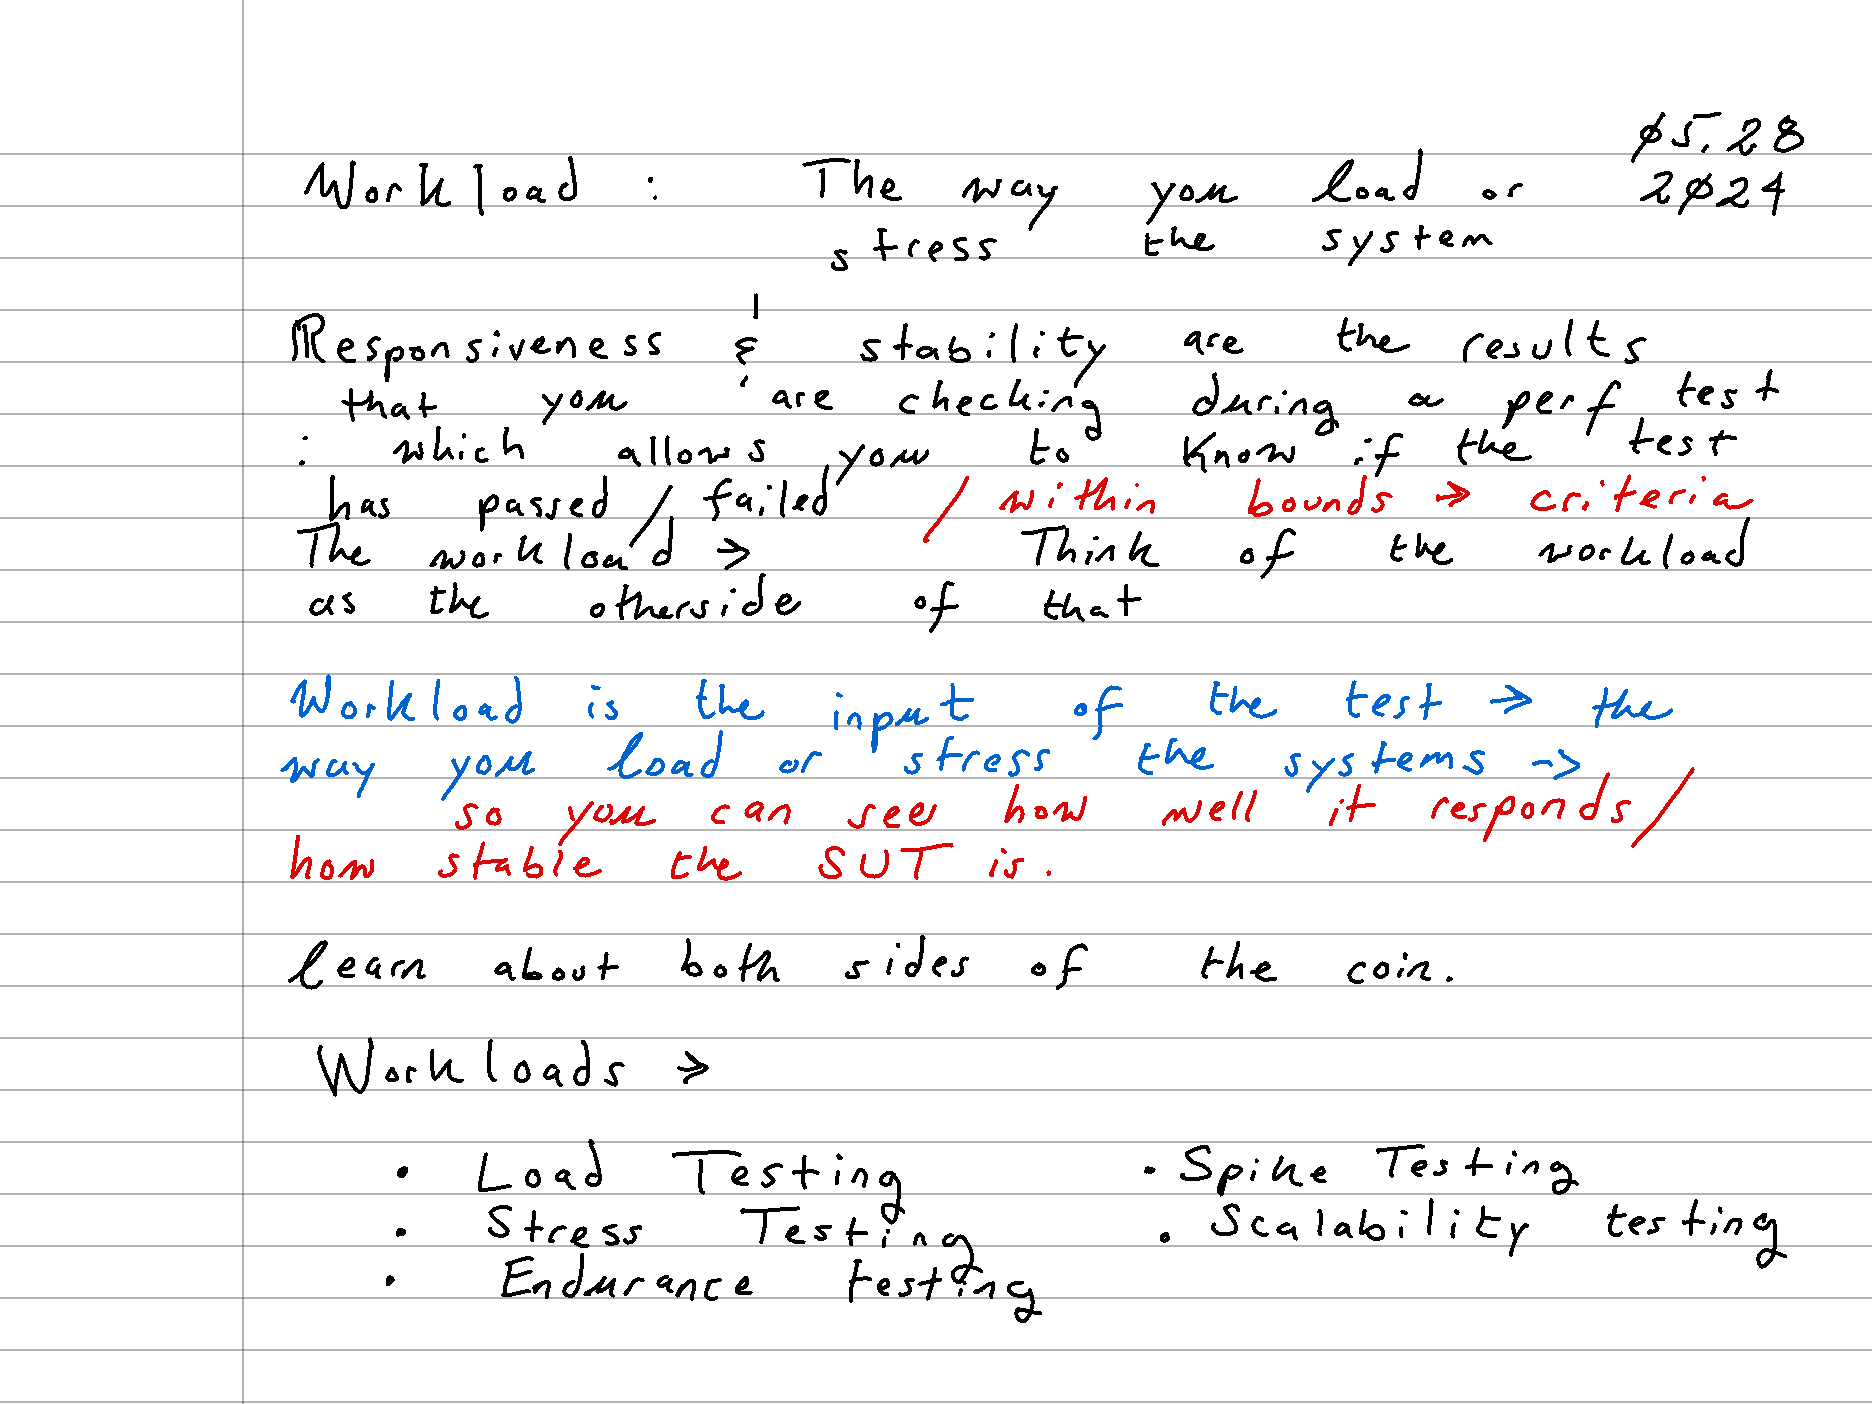 Ø5.28
2Ø24
Workload : The way you load or
stress the system
Responsiveness & stability are the results
that you are checking during a perf test
: which allows you to know if the test
has passed / failed / within bounds → criteria
The workload → Think of the workload
as the otherside of that
Workload is the input of the test → the
way you load or stress the systems ->
so you can see how well it responds /
how stable the SUT is.
learn about both sides of the coin.
Workloads →
• Load Testing
• Stress Testing
• Endurance testing
• Spike Testing
• Scalability testing